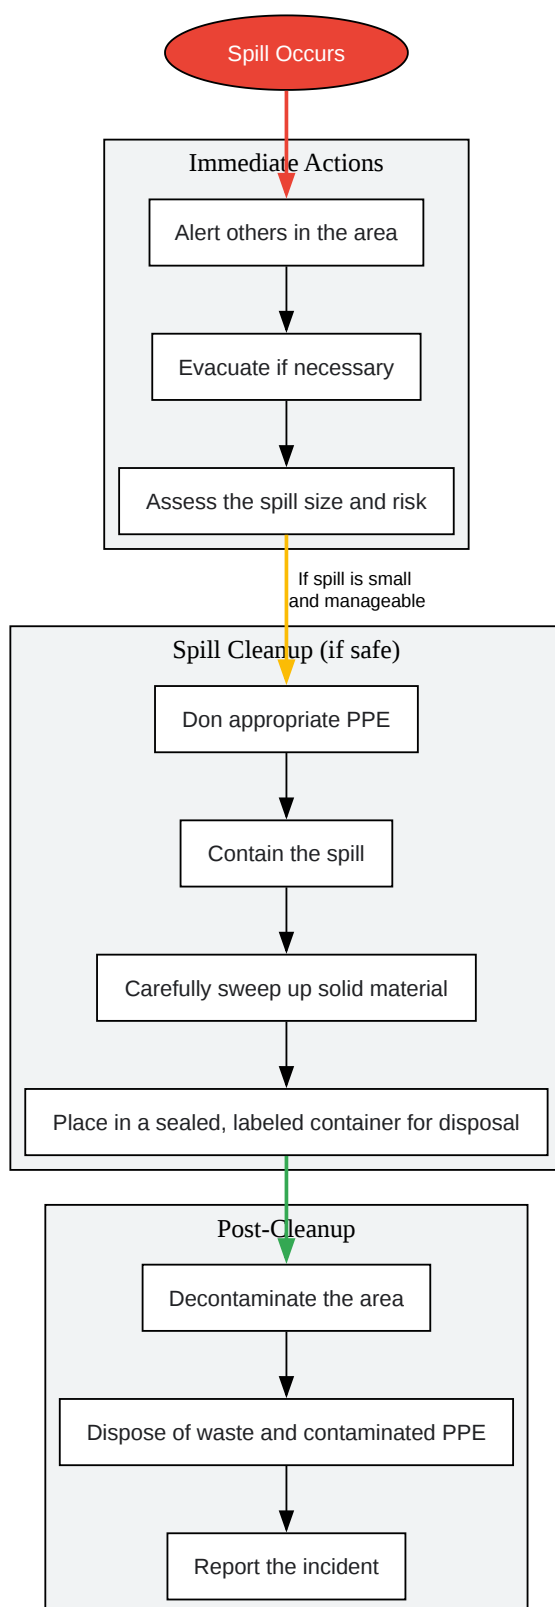 Spill Occurs
Immediate Actions
Alert others in the area
Evacuate if necessary
Assess the spill size and risk
If spill is small
and manageable
Spill Cleanup (if safe)
Don appropriate PPE
Contain the spill
Carefully sweep up solid material
Place in a sealed, labeled container for disposal
Post-Cleanup
Decontaminate the area
Dispose of waste and contaminated PPE
Report the incident